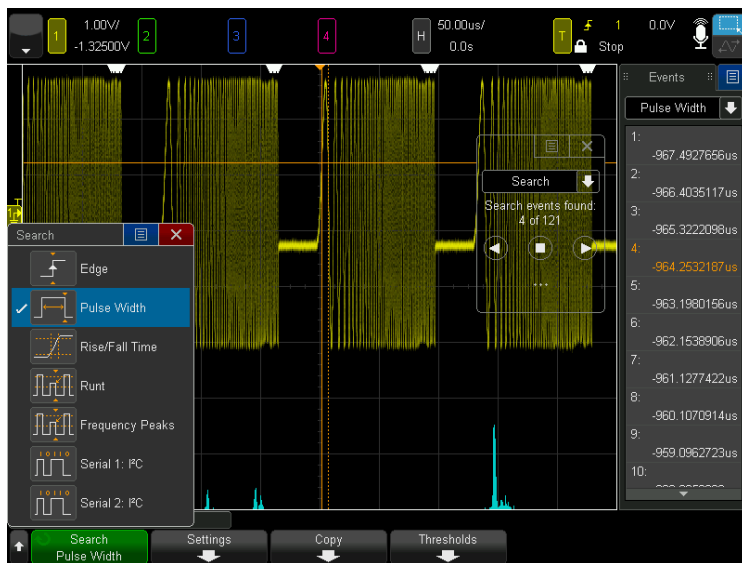 1
1.00V/
-1.32500V
2
3
4
H
50.00us/
0.0s
T
1
Stop
0.0V
Events
Pulse Width
1:
-967.4927656us
2:
-966.4035117us
3:
-965.3222098us
4:
-964.2532187us
5:
-963.1980156us
6:
-962.1538906us
7:
-961.1277422us
8:
-960.1070914us
9:
-959.0962723us
10:
Search
Search events found:
4 of 121
...
Search
Edge
Pulse Width
Rise/Fall Time
Runt
Frequency Peaks
Serial 1: I²C
Serial 2: I²C
Search
Pulse Width
Settings
Copy
Thresholds